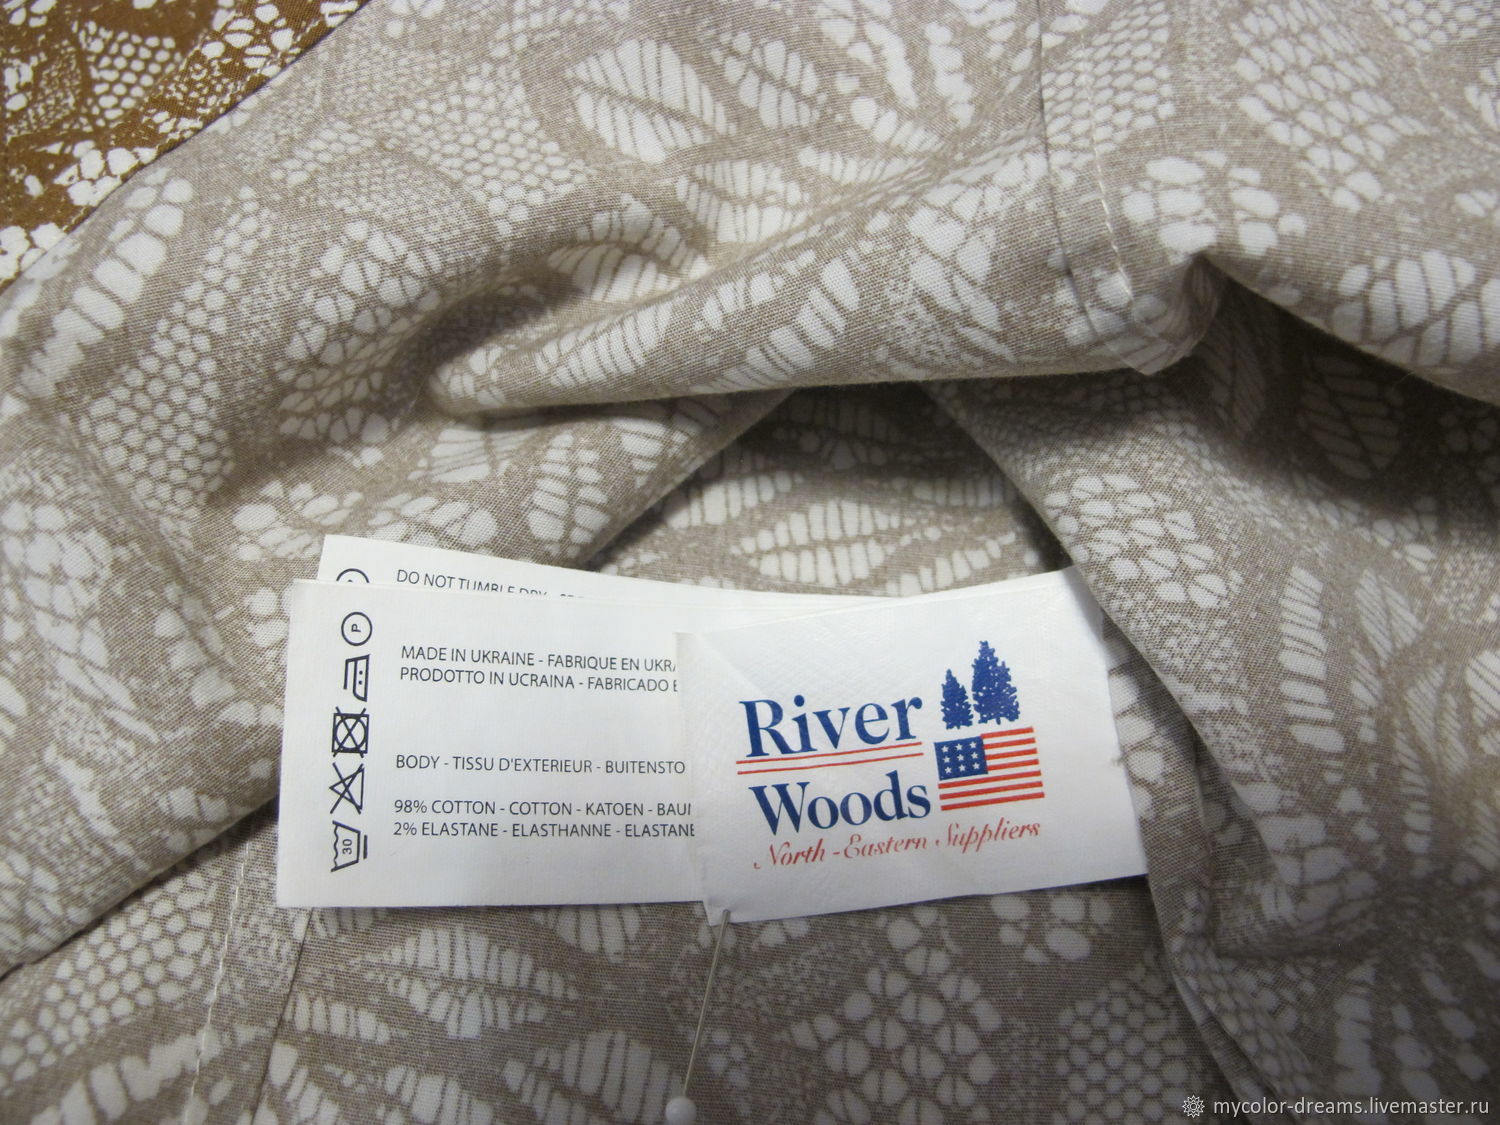 DO NOT TUMBLE DRY
MADE IN UKRAINE - FABRIQUE EN UKRA
PRODOTTO IN UCRAINA - FABRICADO E
BODY - TISSU D'EXTERIEUR - BUITENSTO
98% COTTON - COTTON - KATOEN - BAU
2% ELASTANE - ELASTHANNE - ELASTANE
P
30
River
Woods
North-Eastern Suppliers
mycolor-dreams.livemaster.ru